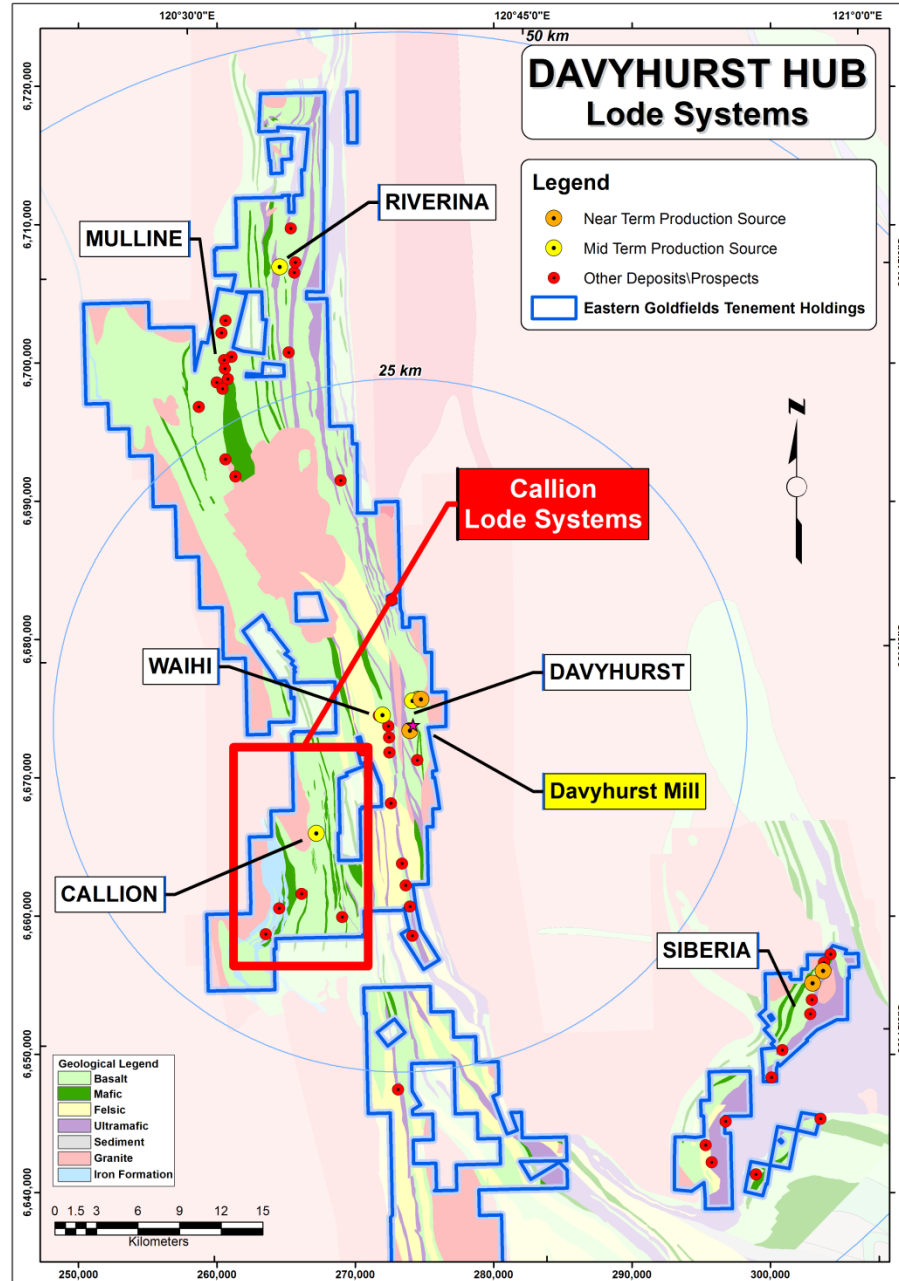 120°30'0"E
120°45'0"E
121°0'0"E
50 km
DAVYHURST HUB
Lode Systems
Legend
Near Term Production Source
Mid Term Production Source
Other Deposits\Prospects
Eastern Goldfields Tenement Holdings
6,720,000
6,710,000
6,700,000
6,690,000
6,680,000
6,670,000
6,660,000
6,650,000
6,640,000
RIVERINA
MULLINE
25 km
N
Callion
Lode Systems
WAIHI
DAVYHURST
Davyhurst Mill
CALLION
SIBERIA
Geological Legend
Basalt
Mafic
Felsic
Ultramafic
Sediment
Granite
Iron Formation
0 1.5 3 6 9 12 15
Kilometers
250,000
260,000
270,000
280,000
290,000
300,000